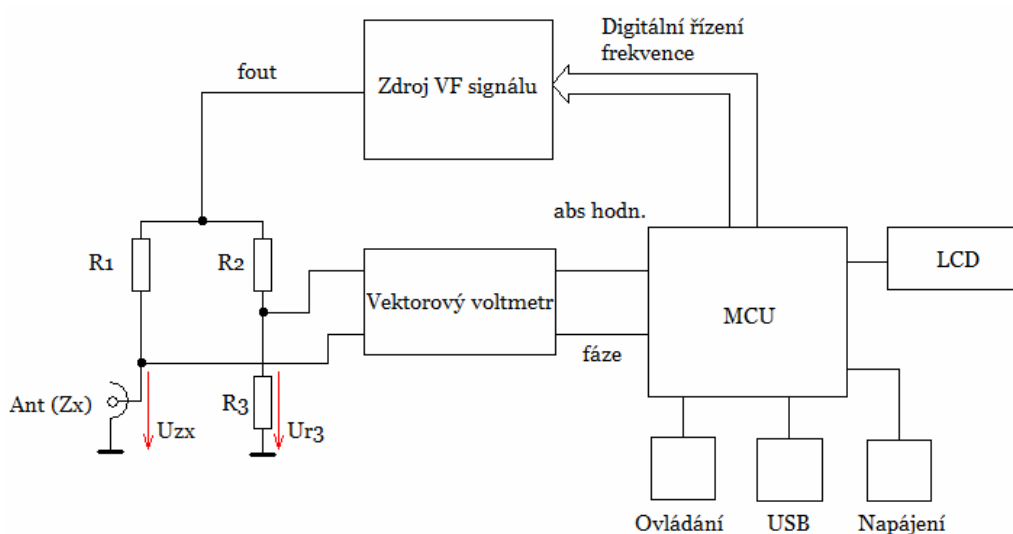 Digitální řízení
frekvence
fout
Zdroj VF signálu
abs hodn.
R1
R2
Vektorový voltmetr
MCU
LCD
fáze
Ant (Zx)
R3
Uzx
Ur3
Ovládání
USB
Napájení